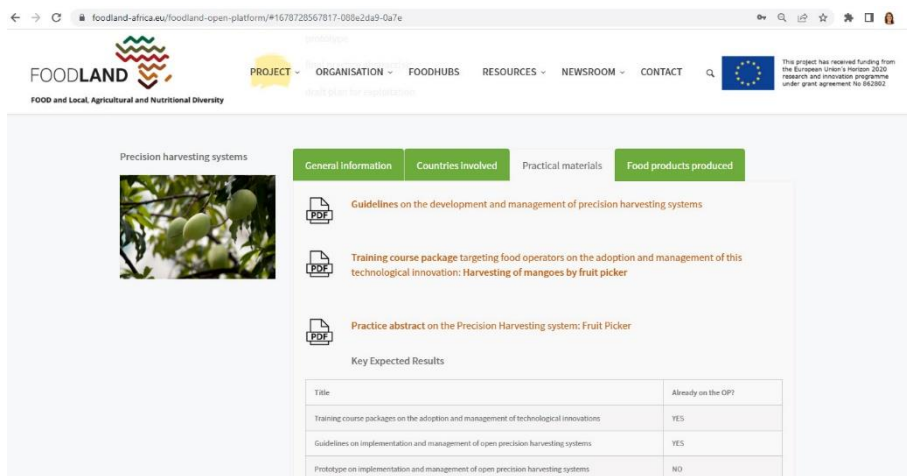 foodland-africa.eu/foodland-open-platform/#1678728567817-088e2da9-0a7e
prototype
FOODLAND
FOOD and Local, Agricultural and Nutritional Diversity
PROJECT ORGANISATION FOODHUBS RESOURCES NEWSROOM CONTACT
This project has received funding from
the European Union's Horizon 2020
research and innovation programme
under grant agreement No 862802
Precision harvesting systems
General information Countries involved Practical materials Food products produced
PDF Guidelines on the development and management of precision harvesting systems
PDF Training course package targeting food operators on the adoption and management of this
technological innovation: Harvesting of mangoes by fruit picker
PDF Practice abstract on the Precision Harvesting system: Fruit Picker
Key Expected Results
Title Already on the OP?
Training course packages on the adoption and management of technological innovations YES
Guidelines on implementation and management of open precision harvesting systems YES
Prototype on implementation and management of open precision harvesting systems NO